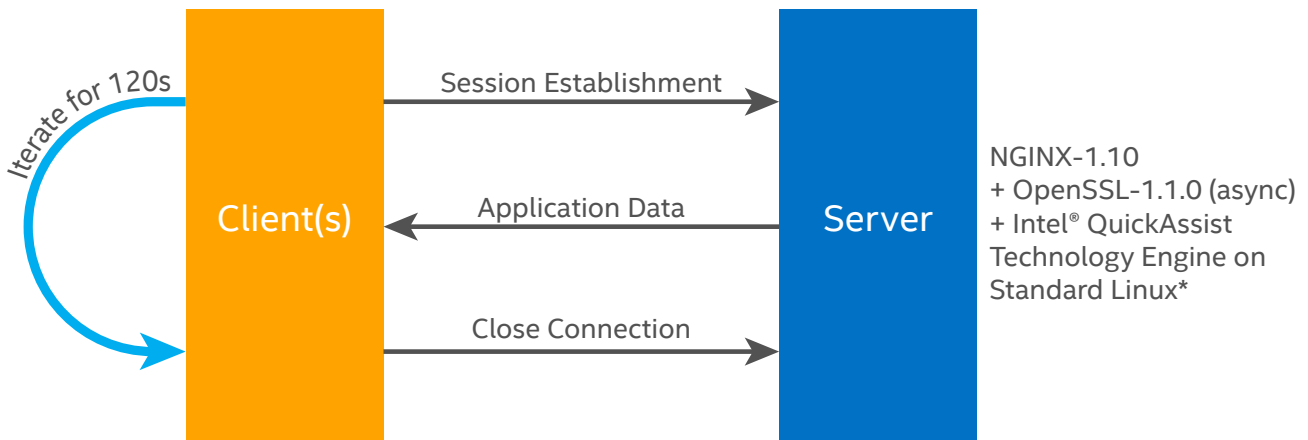 Iterate for 120s
Client(s)
Session Establishment
Application Data
Close Connection
Server
NGINX-1.10
+ OpenSSL-1.1.0 (async)
+ Intel® QuickAssist
Technology Engine on
Standard Linux*